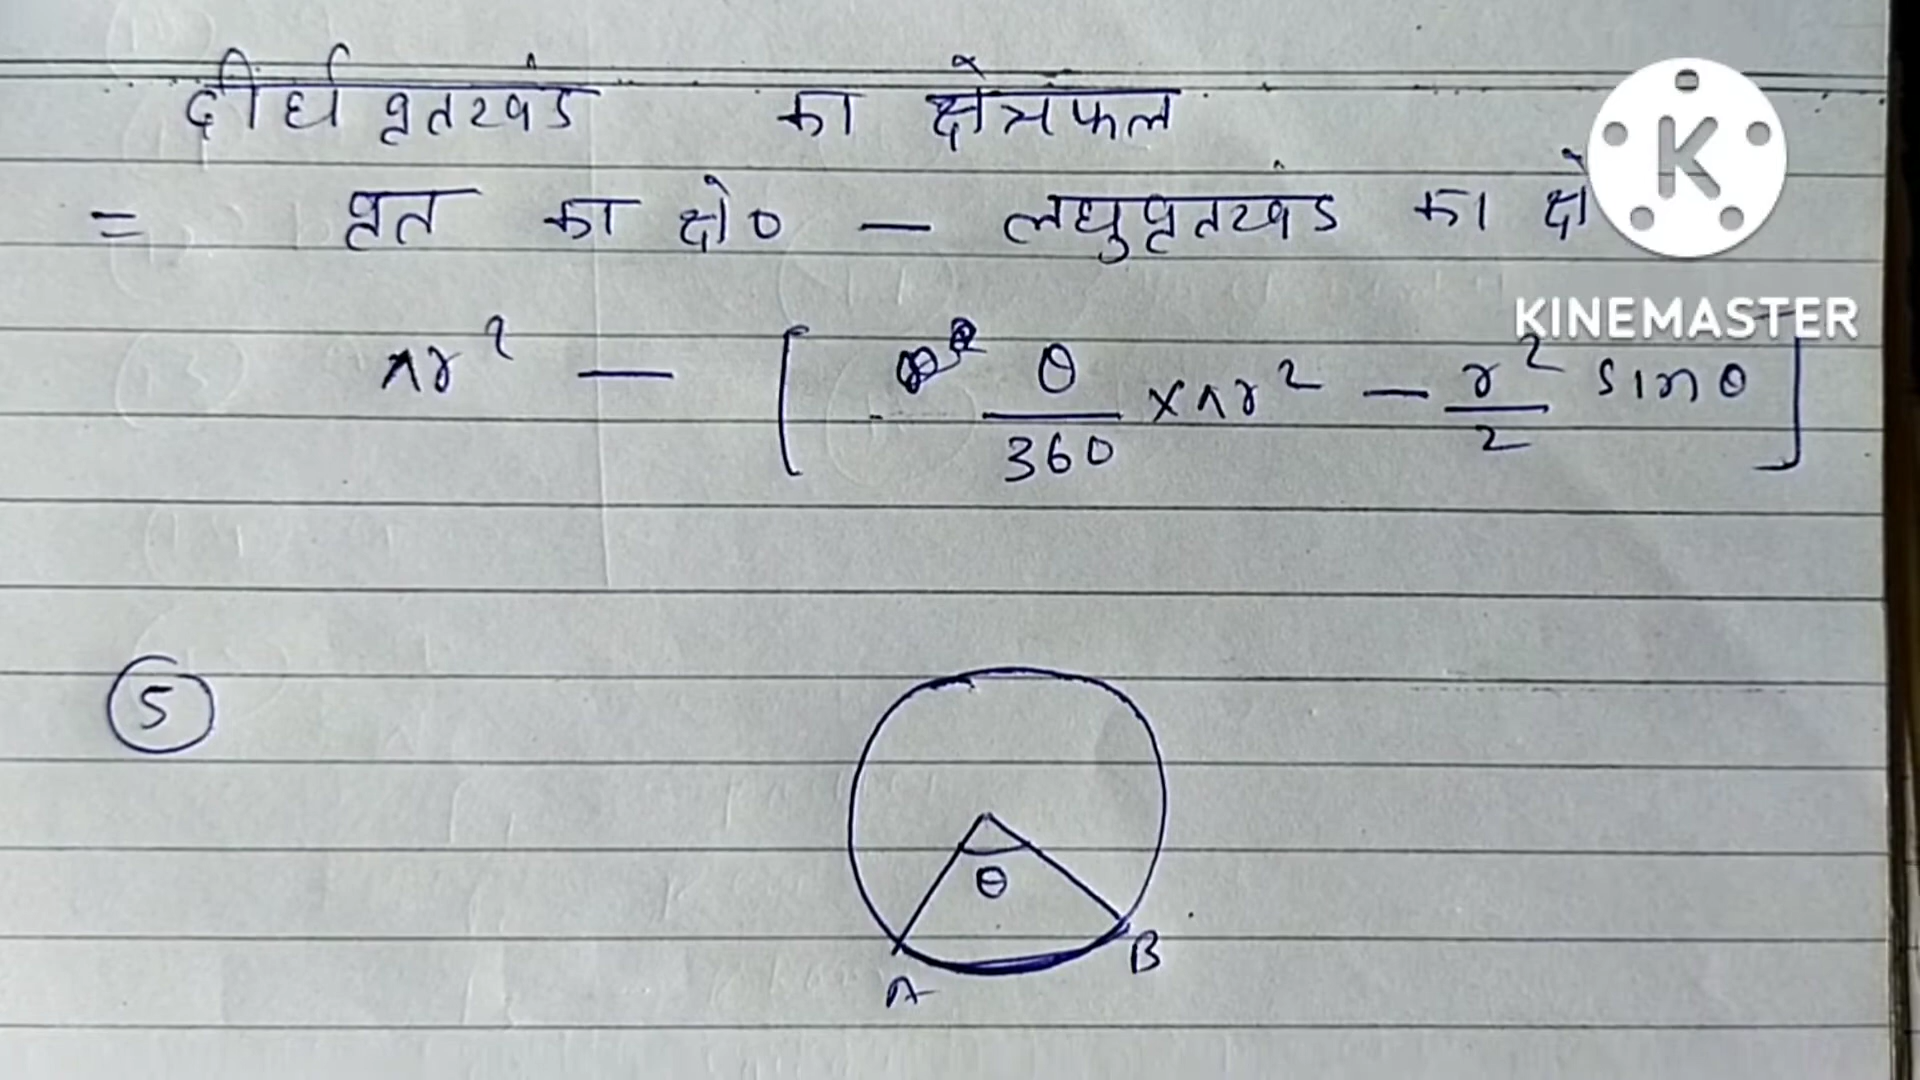 दीर्घ वृतखंड का क्षेत्रफल
= वृत का क्षे० - लघुवृतखंड का क्षे
πr² - [ θ/360 × πr² - r²/2 sinθ ]
K
KINEMASTER
5
θ
A B